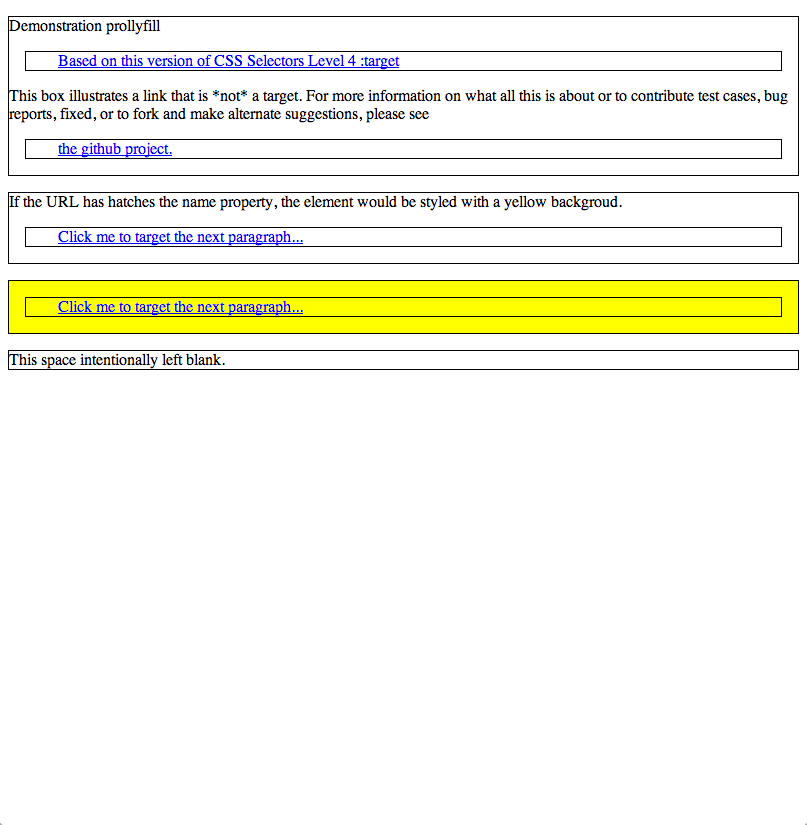 Demonstration prollyfill
Based on this version of CSS Selectors Level 4 :target
This box illustrates a link that is *not* a target. For more information on what all this is about or to contribute test cases, bug
reports, fixed, or to fork and make alternate suggestions, please see
the github project.
If the URL has hatches the name property, the element would be styled with a yellow backgroud.
Click me to target the next paragraph...
Click me to target the next paragraph...
This space intentionally left blank.